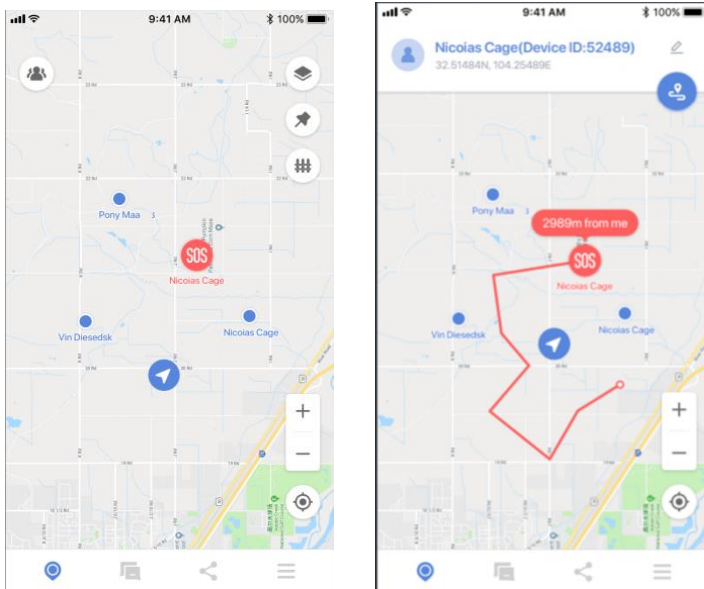 9:41 AM
100%
Pony Maa
SOS
Nicoias Cage
Vin Diesedsk
Nicolas Cage
9:41 AM
100%
Nicoias Cage(Device ID:52489)
32.51484N, 104.25489E
Pony Maa
2989m from me
SOS
Nicoias Cage
Vin Diesedsk
Nicoias Cage